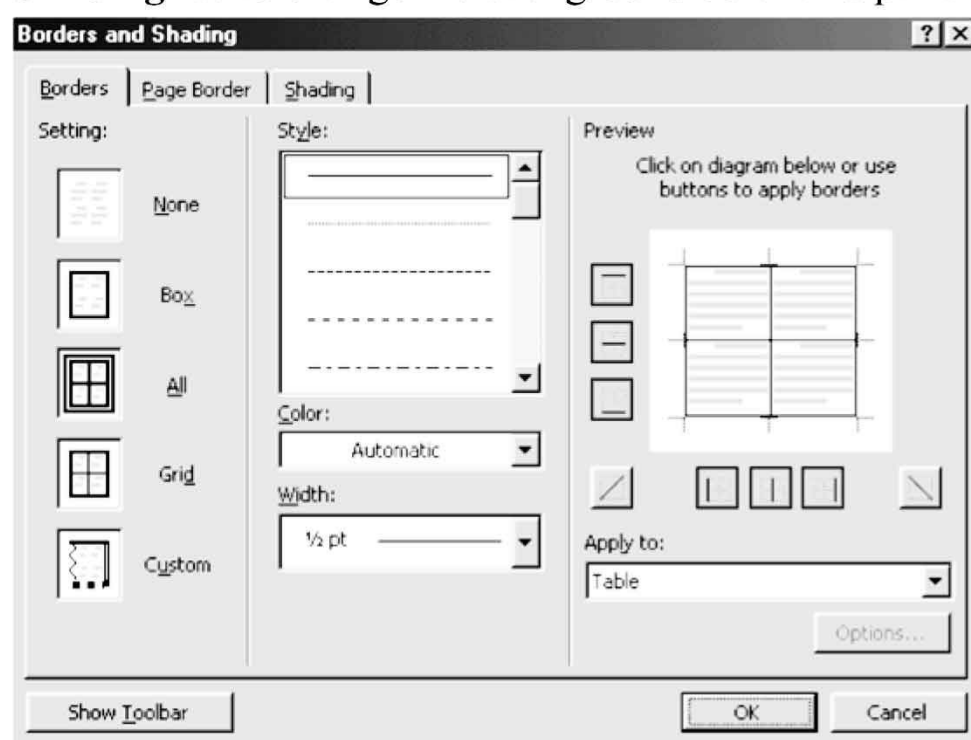 Borders and Shading
Borders Page Border Shading
Setting:
None
Box
All
Grid
Custom
Style:
Color:
Automatic
Width:
½ pt
Preview
Click on diagram below or use
buttons to apply borders
Apply to:
Table
Options...
Show Toolbar
OK
Cancel